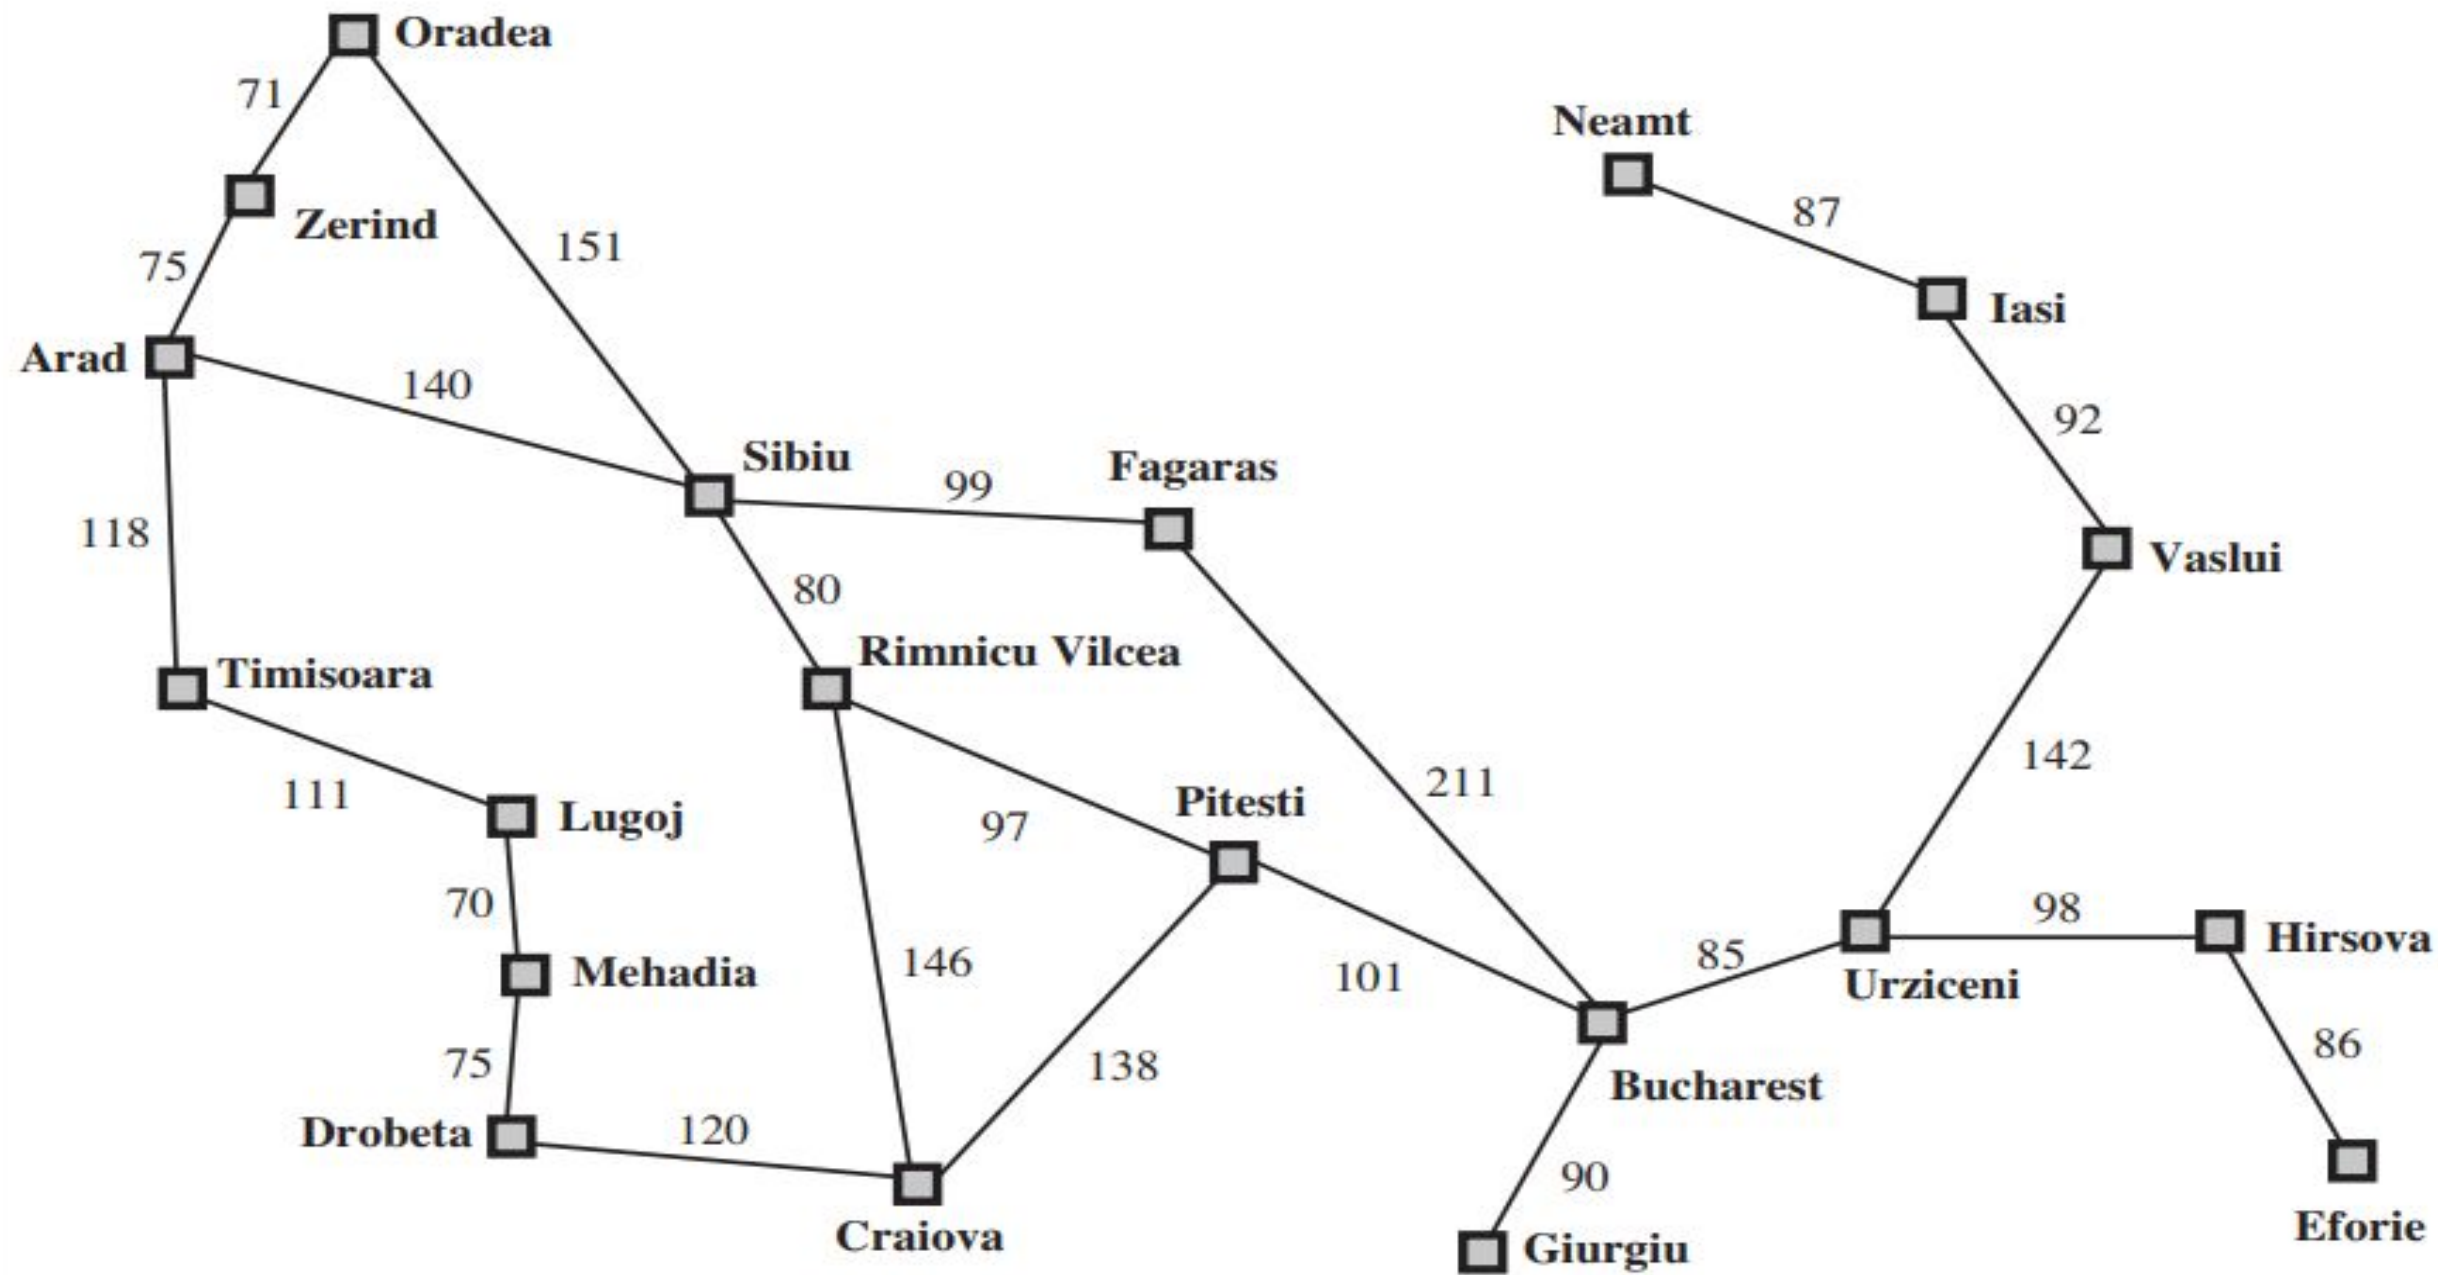 Oradea
71
Neamt
87
Zerind
151
75
Iasi
Arad
140
92
Sibiu
99
Fagaras
118
Vaslui
80
Rimnicu Vilcea
Timisoara
142
211
111
Lugoj
97
Pitesti
70
98
Hirsova
146
85
Mehadia
101
Urziceni
86
75
138
Bucharest
Drobeta
120
90
Eforie
Craiova
Giurgiu